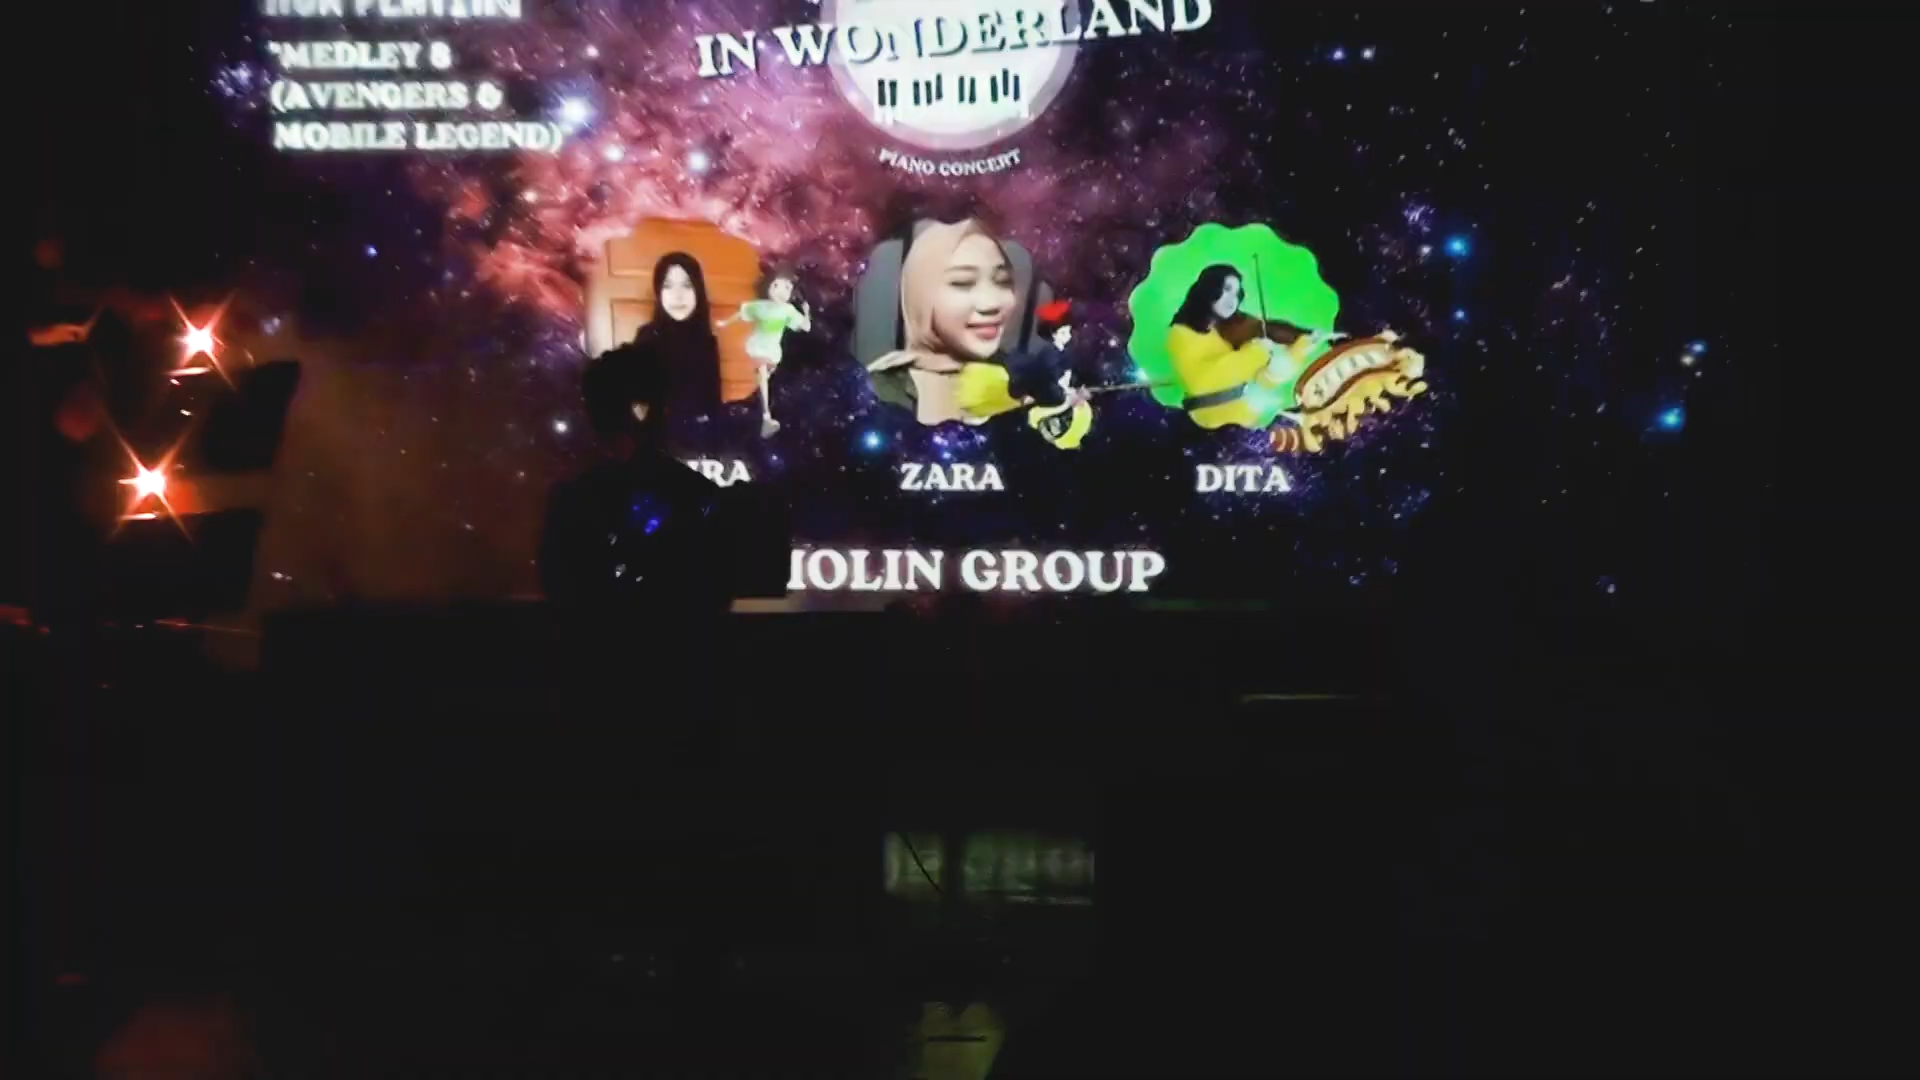 "MEDLEY 8
(AVENGERS &
MOBILE LEGEND)"
IN WONDERLAND
PIANO CONCERT
ZARA
DITA
IOLIN GROUP